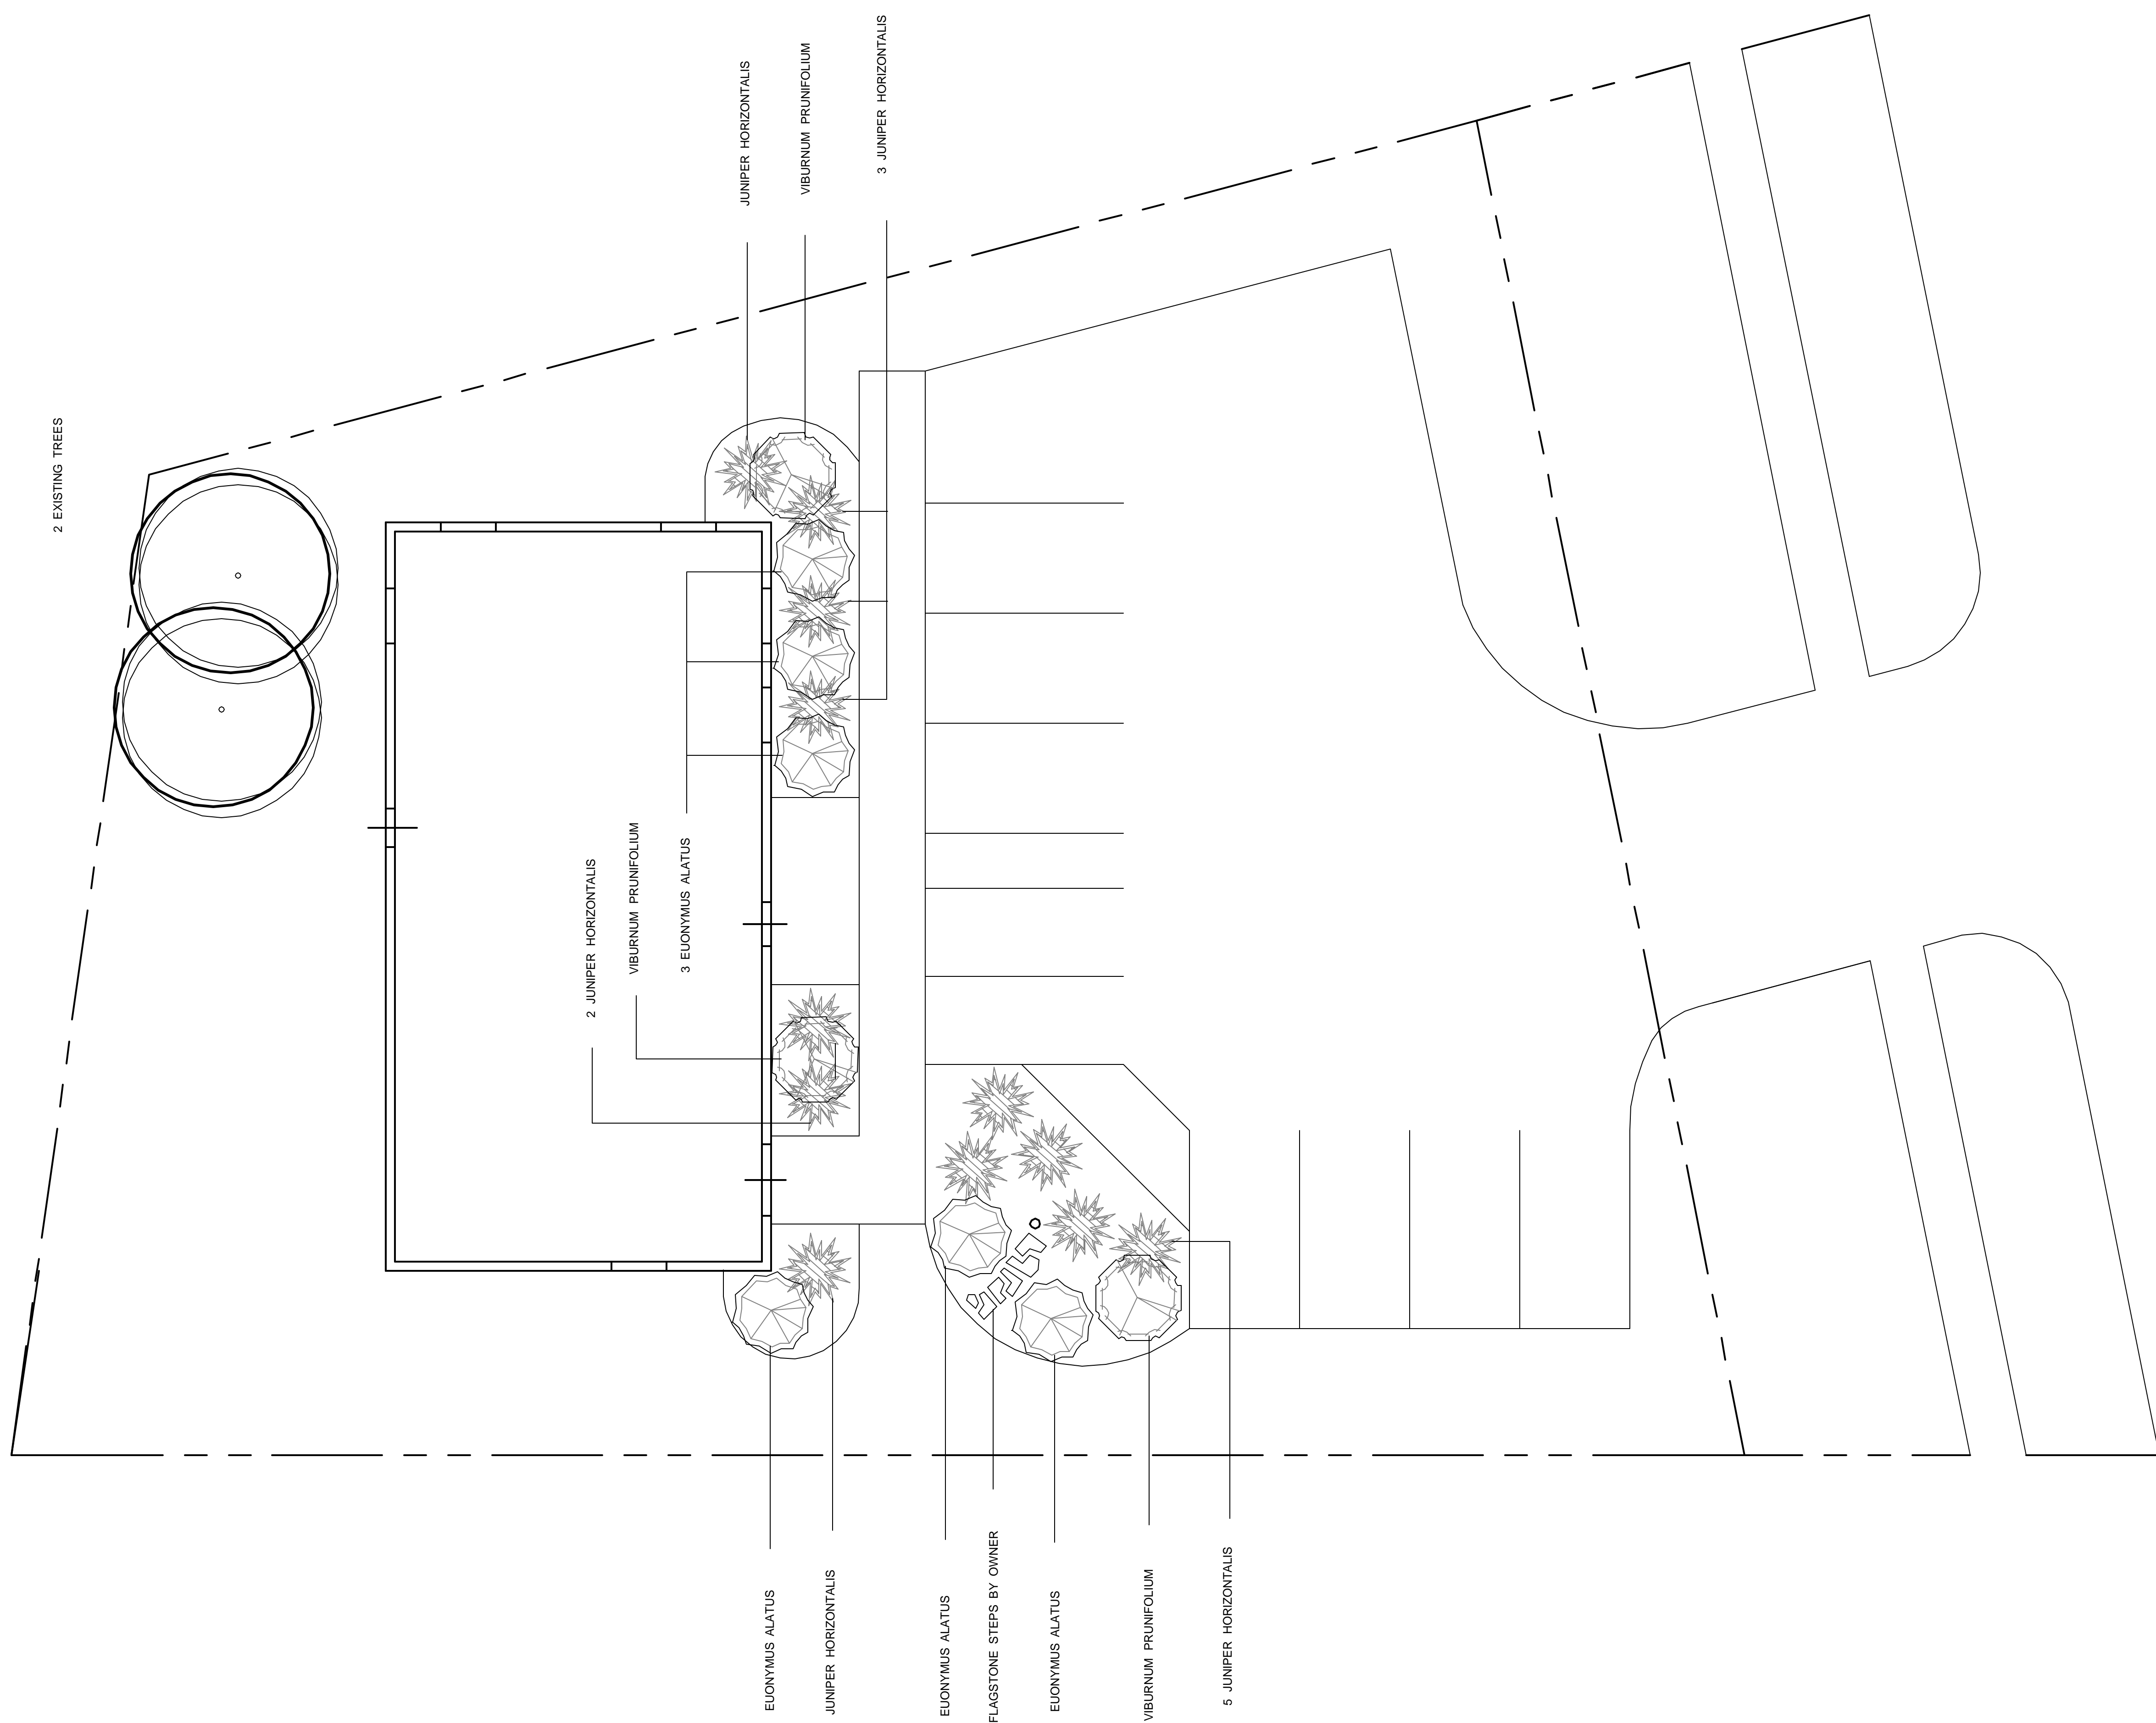 2 EXISTING TREES
JUNIPER HORIZONTALIS
VIBURNUM PRUNIFOLIUM
3 JUNIPER HORIZONTALIS
2 JUNIPER HORIZONTALIS
VIBURNUM PRUNIFOLIUM
3 EUONYMUS ALATUS
EUONYMUS ALATUS
JUNIPER HORIZONTALIS
EUONYMUS ALATUS
FLAGSTONE STEPS BY OWNER
EUONYMUS ALATUS
VIBURNUM PRUNIFOLIUM
5 JUNIPER HORIZONTALIS